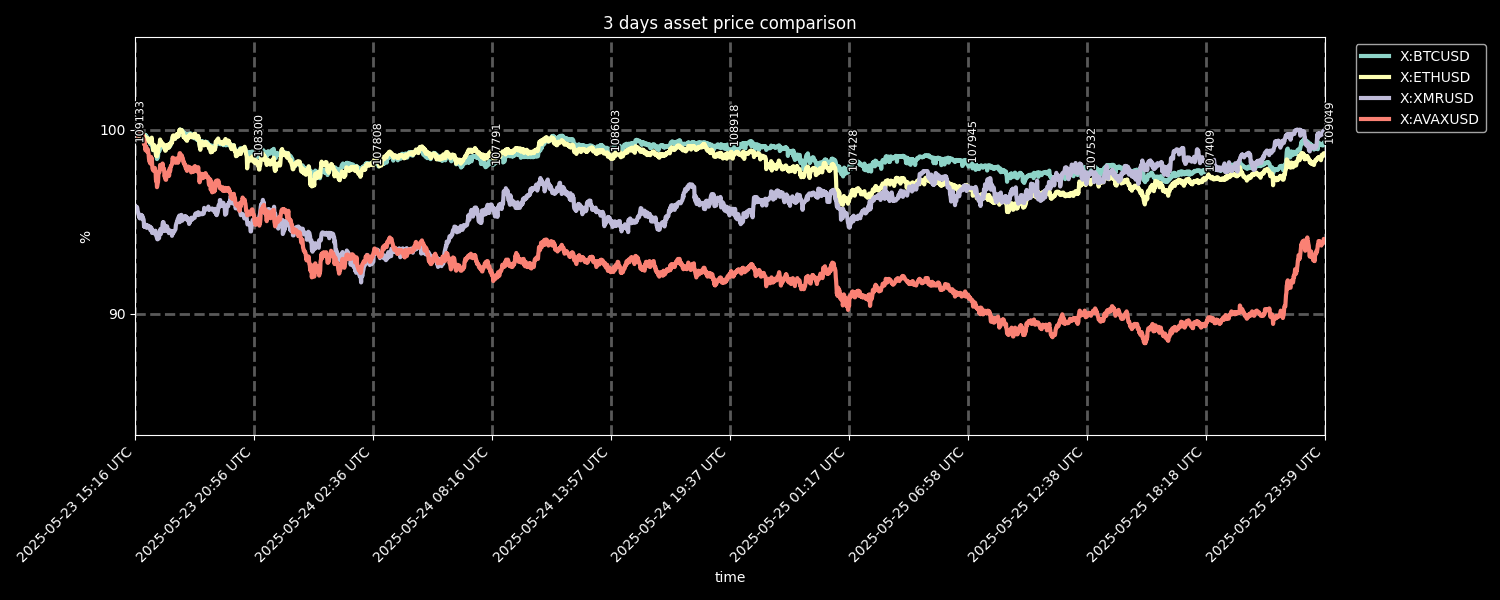 3 days asset price comparison
X:BTCUSD
X:ETHUSD
X:XMRUSD
X:AVAXUSD
100
90
%
109133
108300
107808
107791
108603
108918
107428
107945
107532
107409
109049
2025-05-23 15:16 UTC
2025-05-23 20:56 UTC
2025-05-24 02:36 UTC
2025-05-24 08:16 UTC
2025-05-24 13:57 UTC
2025-05-24 19:37 UTC
2025-05-25 01:17 UTC
2025-05-25 06:58 UTC
2025-05-25 12:38 UTC
2025-05-25 18:18 UTC
2025-05-25 23:59 UTC
time